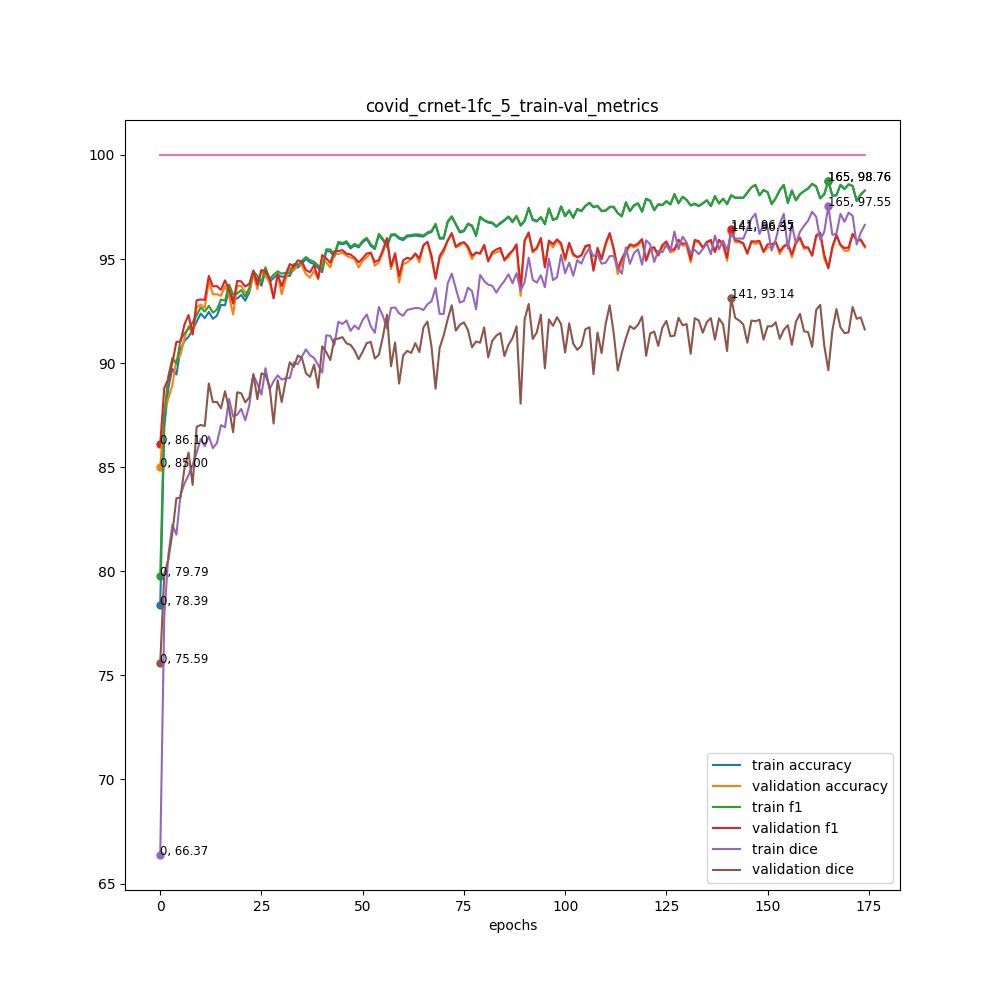 covid_crnet-1fc_5_train-val_metrics
100
165, 98.76
165, 97.55
95
141, 96.37
141, 93.14
90
0, 86.10
85
0, 85.00
80
0, 79.79
0, 78.39
75
0, 75.59
70
0, 66.37
65
train accuracy
validation accuracy
train f1
validation f1
train dice
validation dice
0 25 50 75 100 125 150 175
epochs